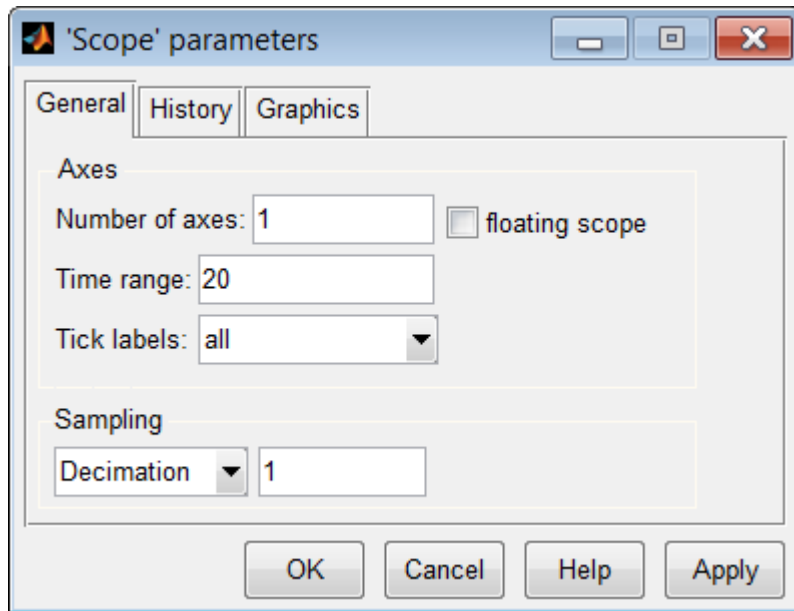 'Scope' parameters
General History Graphics
Axes
Number of axes: 1 floating scope
Time range: 20
Tick labels: all
Sampling
Decimation 1
OK Cancel Help Apply